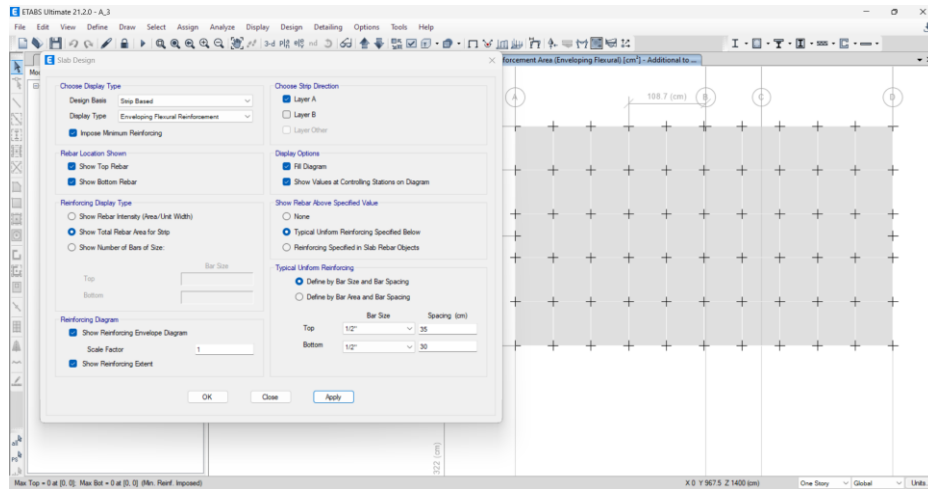 ETABS Ultimate 21.2.0 - A_3
File Edit View Define Draw Select Assign Analyze Display Design Detailing Options Tools Help
Slab Design
forcement Area (Enveloping Flexural) [cm²] - Additional to ...
Choose Display Type
Design Basis Strip Based
Display Type Enveloping Flexural Reinforcement
Impose Minimum Reinforcing
Choose Strip Direction
Layer A
Layer B
Layer Other
Rebar Location Shown
Show Top Rebar
Show Bottom Rebar
Display Options
Fill Diagram
Show Values at Controlling Stations on Diagram
Reinforcing Display Type
Show Rebar Intensity (Area/Unit Width)
Show Total Rebar Area for Strip
Show Number of Bars of Size:
Bar Size
Top
Bottom
Show Rebar Above Specified Value
None
Typical Uniform Reinforcing Specified Below
Reinforcing Specified in Slab Rebar Objects
Typical Uniform Reinforcing
Define by Bar Size and Bar Spacing
Define by Bar Area and Bar Spacing
Bar Size Spacing (cm)
Top 1/2" 35
Bottom 1/2" 30
Reinforcing Diagram
Show Reinforcing Envelope Diagram
Scale Factor 1
Show Reinforcing Extent
OK Close Apply
A 108.7 (cm) B C D
322 (cm)
Max Top = 0 at [0, 0]; Max Bot = 0 at [0, 0] (Min. Reinf. Imposed)
X 0 Y 967.5 Z 1400 (cm) One Story Global Units